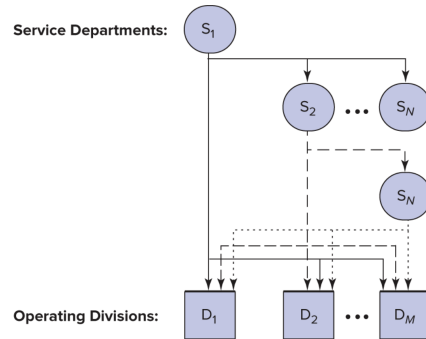 Service Departments: S1
S2 ••• SN
SN
Operating Divisions: D1 D2 ••• DM